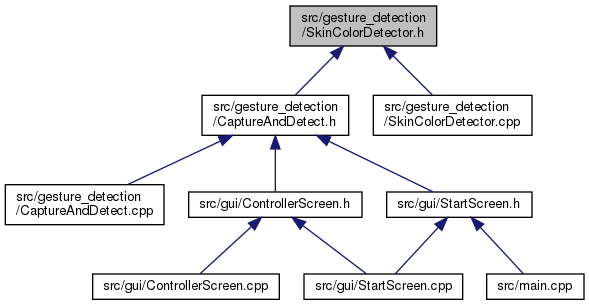 src/gesture_detection
/SkinColorDetector.h
src/gesture_detection
/CaptureAndDetect.h
src/gesture_detection
/SkinColorDetector.cpp
src/gesture_detection
/CaptureAndDetect.cpp
src/gui/ControllerScreen.h
src/gui/StartScreen.h
src/gui/ControllerScreen.cpp
src/gui/StartScreen.cpp
src/main.cpp